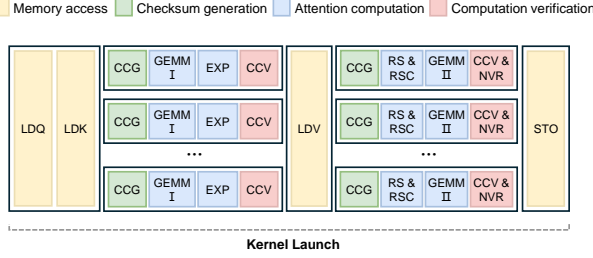 Memory access Checksum generation Attention computation Computation verification
LDQ LDK
CCG GEMM I EXP CCV
CCG GEMM I EXP CCV
...
CCG GEMM I EXP CCV
LDV
CCG RS & RSC GEMM II CCV & NVR
CCG RS & RSC GEMM II CCV & NVR
...
CCG RS & RSC GEMM II CCV & NVR
STO
Kernel Launch